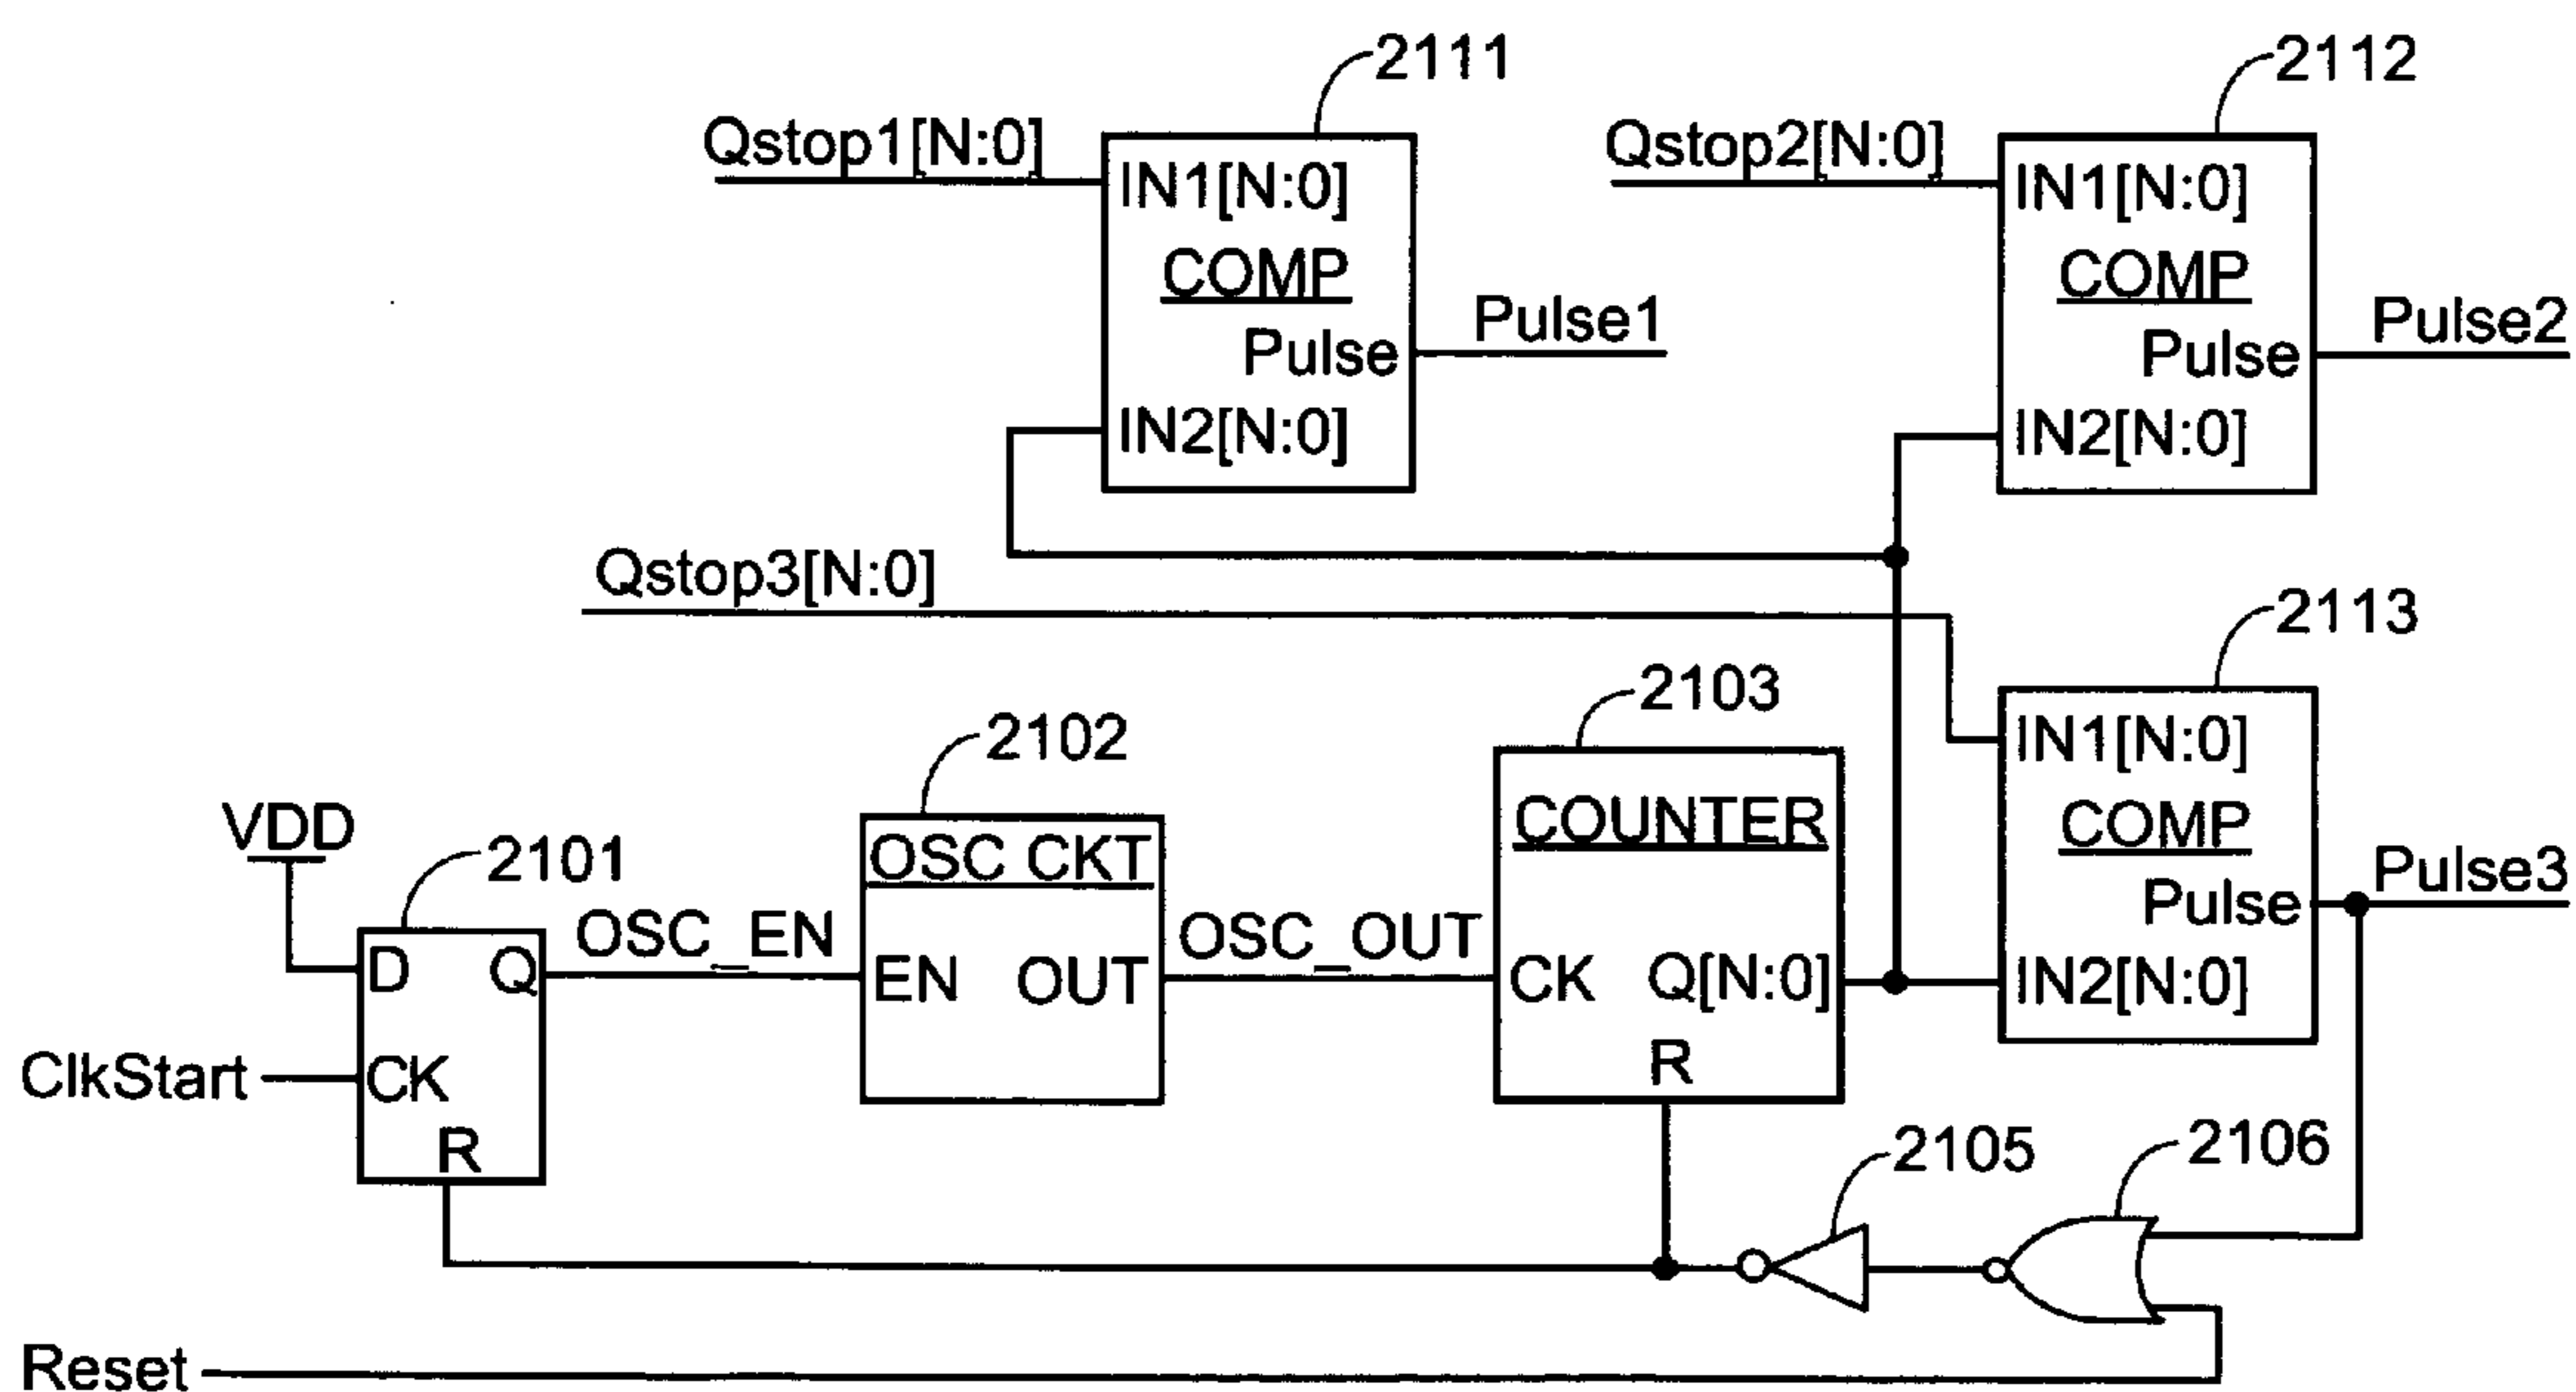 2111
2112
Qstop1[N:0]
IN1[N:0]
COMP
Pulse
IN2[N:0]
Pulse1
Qstop2[N:0]
IN1[N:0]
COMP
Pulse
IN2[N:0]
Pulse2
Qstop3[N:0]
2113
IN1[N:0]
COMP
Pulse
IN2[N:0]
Pulse3
2103
COUNTER
CK
Q[N:0]
R
2102
OSC CKT
EN
OUT
OSC_OUT
VDD
2101
D
Q
CK
R
OSC_EN
ClkStart
2105
2106
Reset